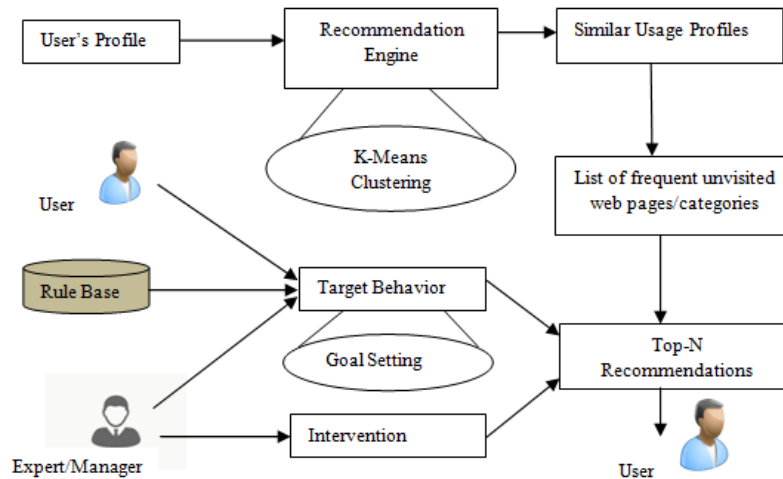 User's Profile
Recommendation
Engine
Similar Usage Profiles
K-Means
Clustering
List of frequent unvisited
web pages/categories
User
Rule Base
Target Behavior
Goal Setting
Top-N
Recommendations
Intervention
Expert/Manager
User